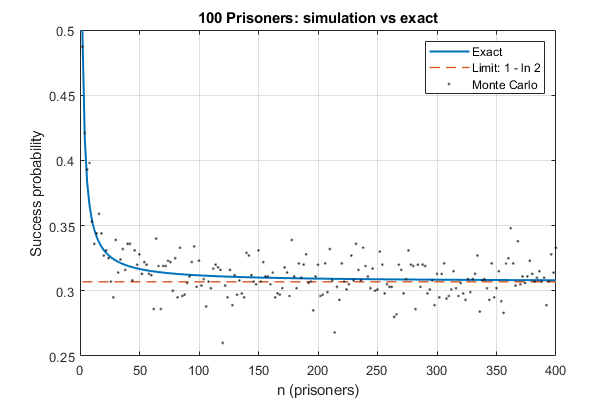 100 Prisoners: simulation vs exact
0.5
0.45
0.4
0.35
0.3
0.25
Success probability
Exact
Limit: 1 - ln 2
Monte Carlo
0 50 100 150 200 250 300 350 400
n (prisoners)